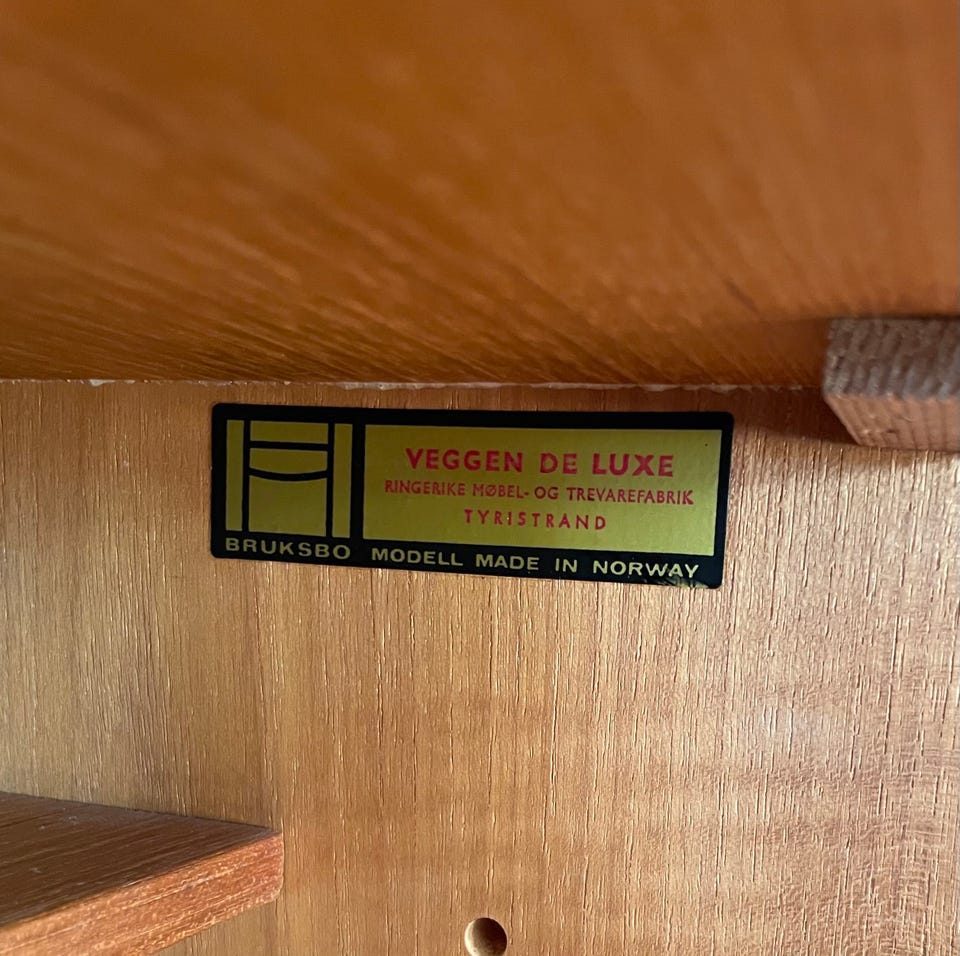 VEGGEN DE LUXE
RINGERIKE MØBEL- OG TREVAREFABRIK
TYRISTRAND
BRUKSBO MODELL MADE IN NORWAY